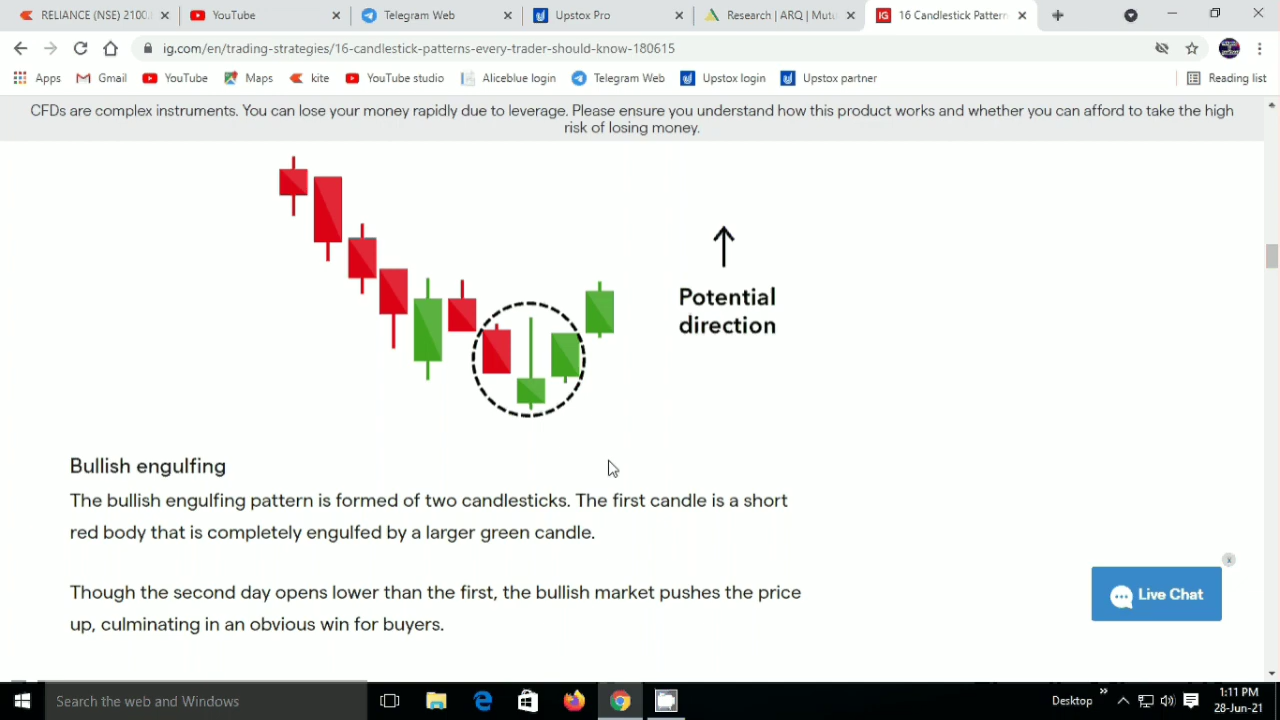 RELIANCE (NSE) 2100.
YouTube
Telegram Web
Upstox Pro
Research | ARQ | Mutu
IG
16 Candlestick Pattern
ig.com/en/trading-strategies/16-candlestick-patterns-every-trader-should-know-180615
Apps
Gmail
YouTube
Maps
kite
YouTube studio
Aliceblue login
Telegram Web
Upstox login
Upstox partner
Reading list
CFDs are complex instruments. You can lose your money rapidly due to leverage. Please ensure you understand how this product works and whether you can afford to take the high
risk of losing money.
Potential
direction
Bullish engulfing
The bullish engulfing pattern is formed of two candlesticks. The first candle is a short
red body that is completely engulfed by a larger green candle.
Though the second day opens lower than the first, the bullish market pushes the price
up, culminating in an obvious win for buyers.
Live Chat
Search the web and Windows
Desktop
1:11 PM
28-Jun-21